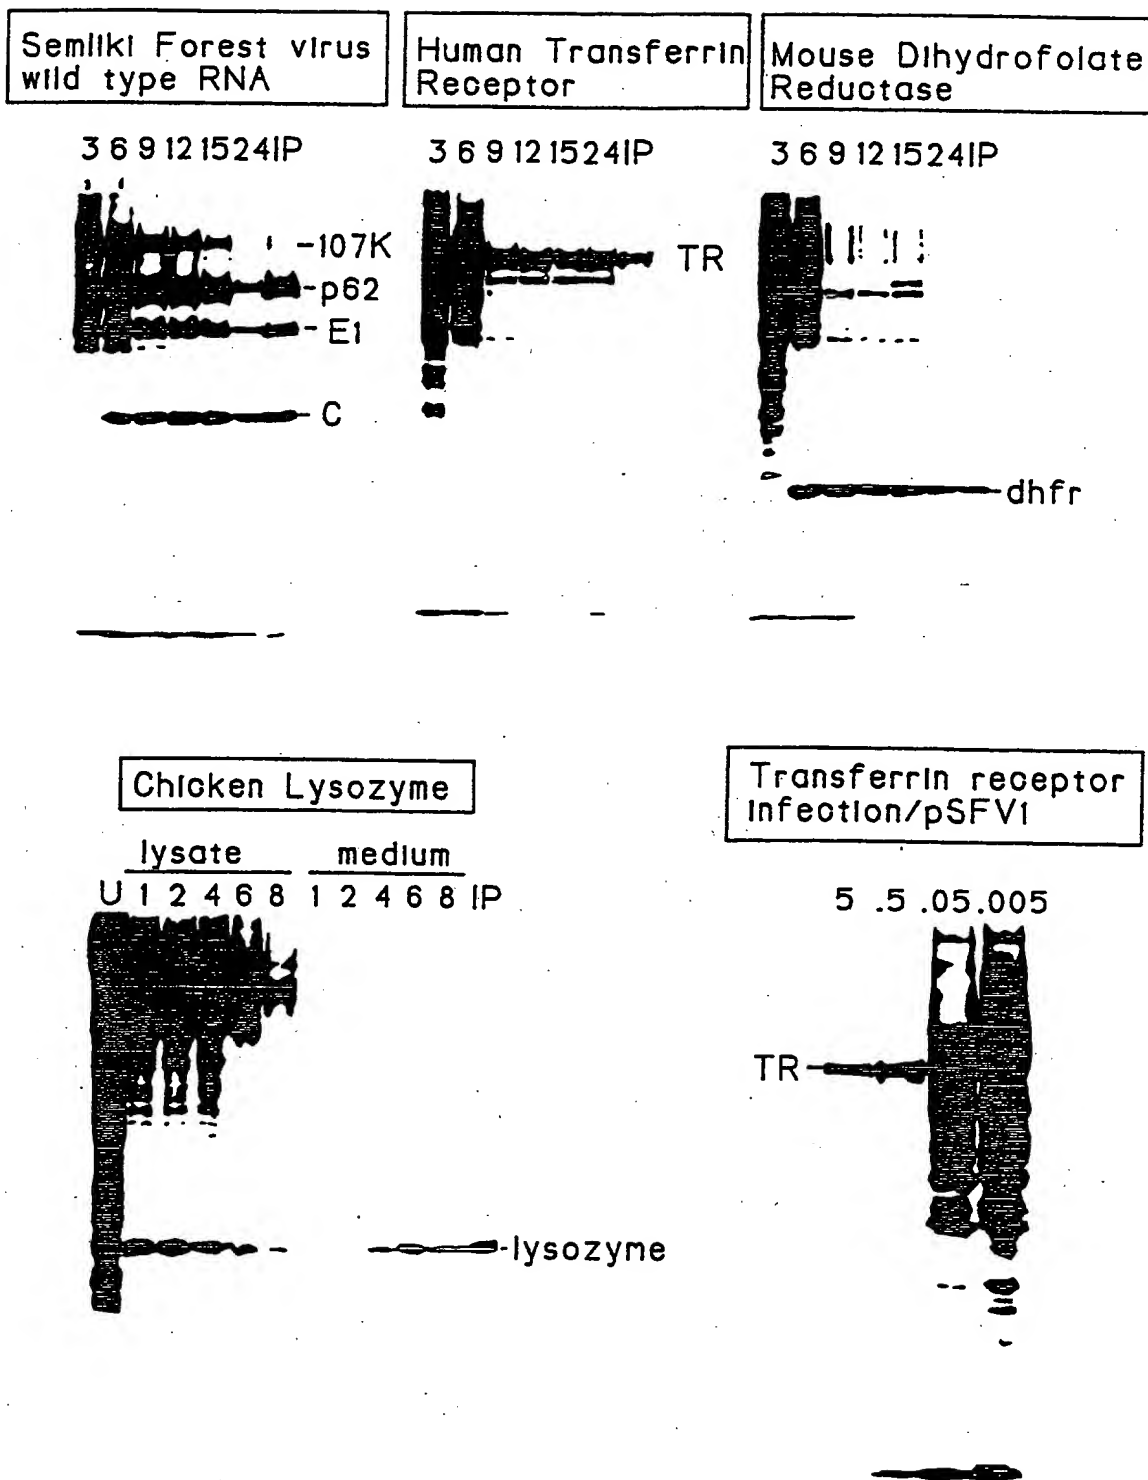 Semliki Forest virus
wild type RNA
Human Transferrin
Receptor
Mouse Dihydrofolate
Reductase
3 6 9 12 15 24 IP
3 6 9 12 15 24 IP
3 6 9 12 15 24 IP
-107K
-p62
-E1
-C
TR
-dhfr
Chicken Lysozyme
lysate medium
U 1 2 4 6 8 1 2 4 6 8 IP
-lysozyme
Transferrin receptor
infection/pSFV1
5 .5 .05 .005
TR-